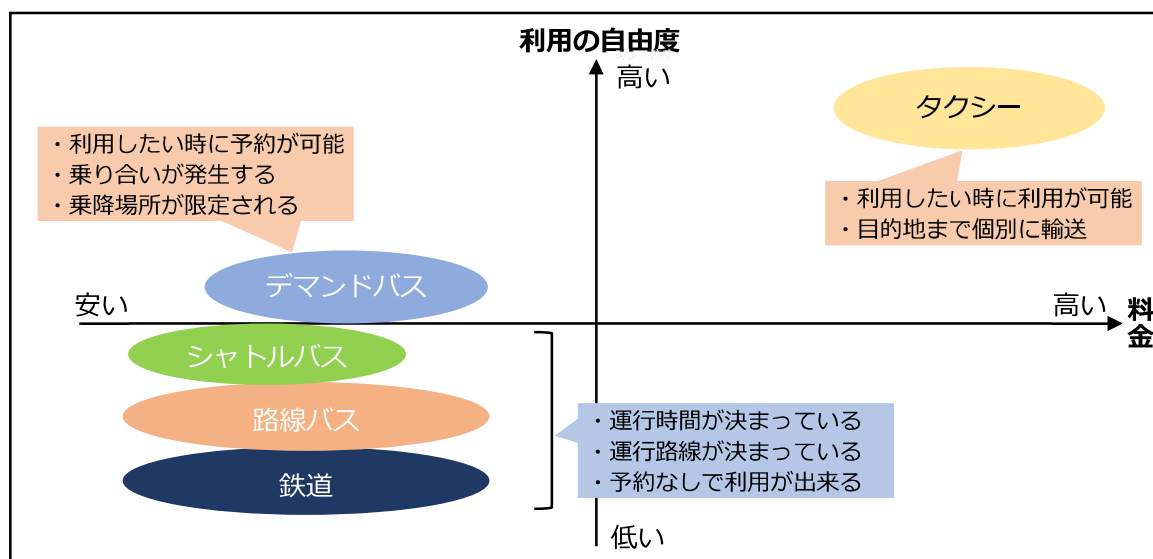 利用の自由度
高い
タクシー
・利用したい時に予約が可能
・乗り合いが発生する
・乗降場所が限定される
・利用したい時に利用が可能
・目的地まで個別に輸送
デマンドバス
安い
高い
料
金
シャトルバス
路線バス
鉄道
・運行時間が決まっている
・運行路線が決まっている
・予約なしで利用が出来る
低い